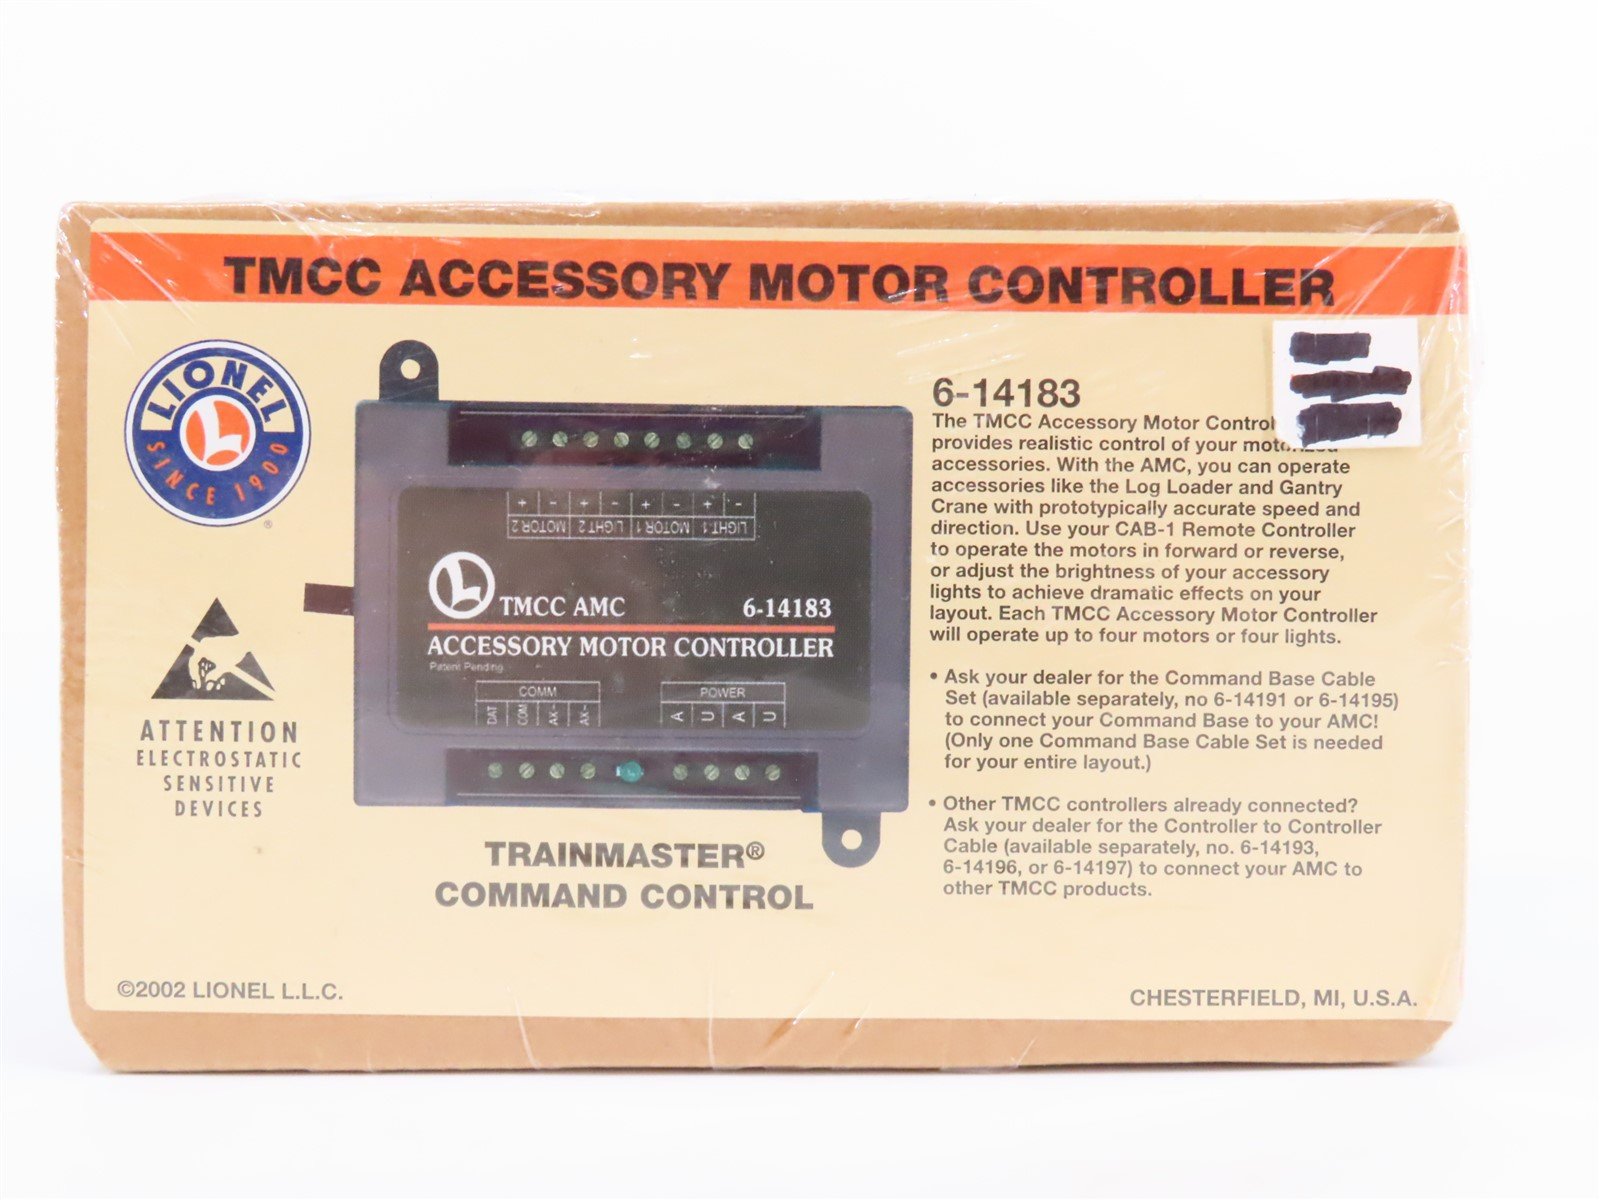 TMCC ACCESSORY MOTOR CONTROLLER
LIONEL
SINCE 1900
®
L
ATTENTION
ELECTROSTATIC
SENSITIVE
DEVICES
+ - + - + - + -
MOTOR 2 LIGHT 2 MOTOR 1 LIGHT 1
L TMCC AMC 6-14183
ACCESSORY MOTOR CONTROLLER
Patent Pending
COMM POWER
DAT COM AX~ AX~ A U A U
TRAINMASTER®
COMMAND CONTROL
6-14183
The TMCC Accessory Motor
provides realistic control of your
accessories. With the AMC, you can operate
accessories like the Log Loader and Gantry
Crane with prototypically accurate speed and
direction. Use your CAB-1 Remote Controller
to operate the motors in forward or reverse,
or adjust the brightness of your accessory
lights to achieve dramatic effects on your
layout. Each TMCC Accessory Motor Controller
will operate up to four motors or four lights.
• Ask your dealer for the Command Base Cable
Set (available separately, no 6-14191 or 6-14195)
to connect your Command Base to your AMC!
(Only one Command Base Cable Set is needed
for your entire layout.)
• Other TMCC controllers already connected?
Ask your dealer for the Controller to Controller
Cable (available separately, no. 6-14193,
6-14196, or 6-14197) to connect your AMC to
other TMCC products.
©2002 LIONEL L.L.C.
CHESTERFIELD, MI, U.S.A.